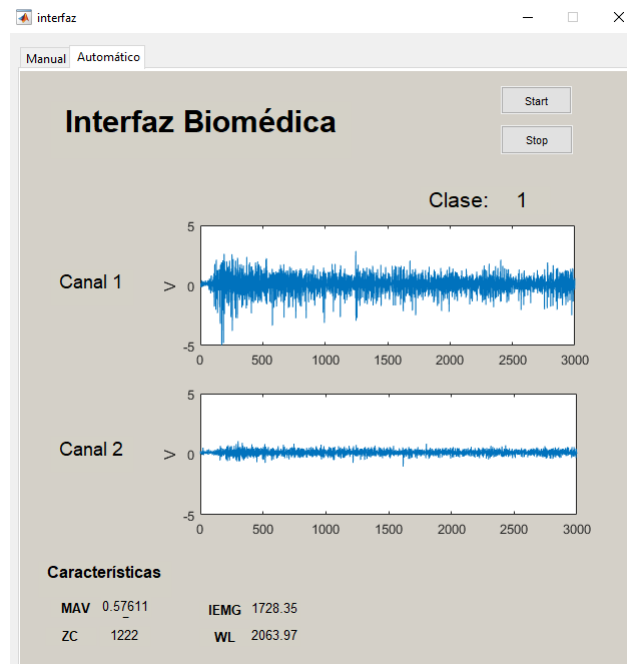 interfaz
Manual Automático
Start
Interfaz Biomédica
Stop
Clase: 1
Canal 1
V
5
0
-5
0 500 1000 1500 2000 2500 3000
Canal 2
V
5
0
-5
0 500 1000 1500 2000 2500 3000
Características
MAV 0.57611 IEMG 1728.35
ZC 1222 WL 2063.97